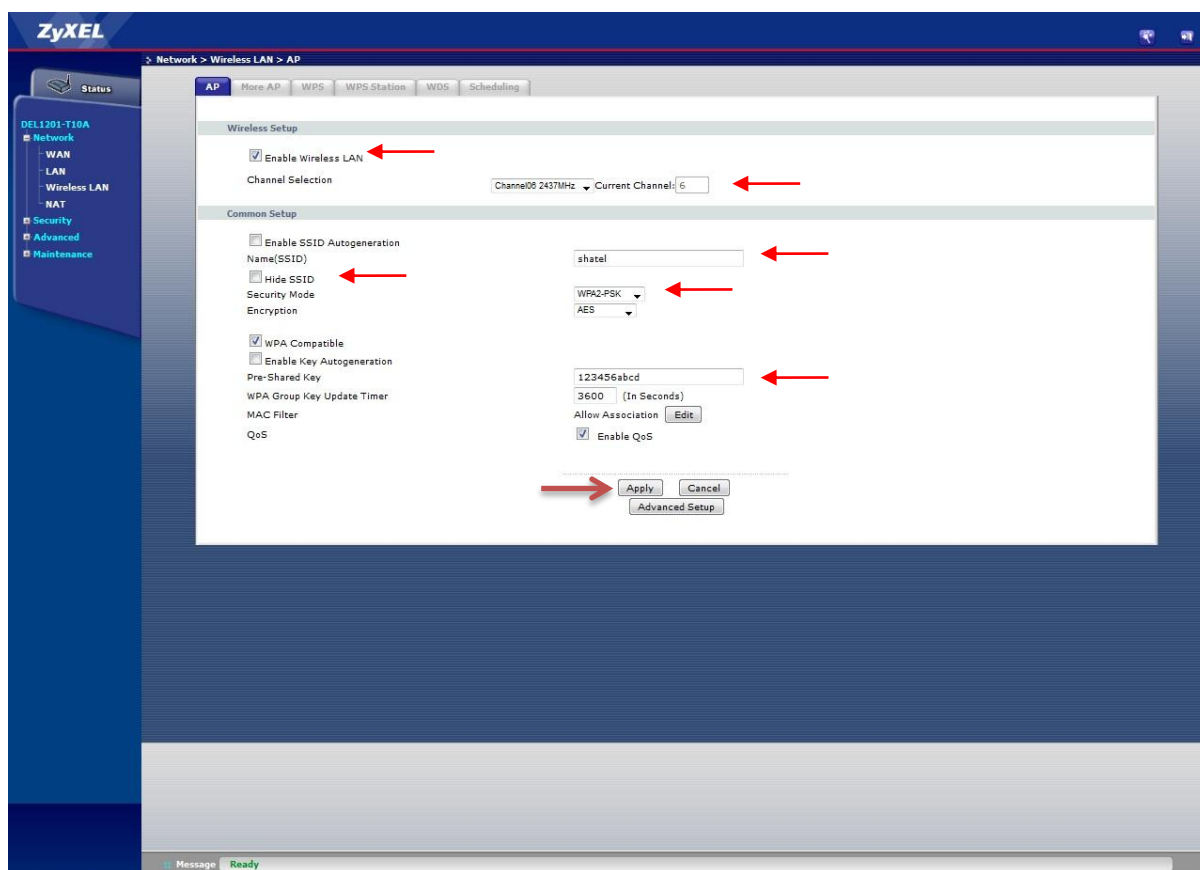 ZyXEL
Network > Wireless LAN > AP
Status
DEL1201-T10A
Network
WAN
LAN
Wireless LAN
NAT
Security
Advanced
Maintenance
AP More AP WPS WPS Station WDS Scheduling
Wireless Setup
Enable Wireless LAN
Channel Selection Channel06 2437MHz Current Channel: 6
Common Setup
Enable SSID Autogeneration
Name(SSID) shatel
Hide SSID
Security Mode WPA2-PSK
Encryption AES
WPA Compatible
Enable Key Autogeneration
Pre-Shared Key 123456abcd
WPA Group Key Update Timer 3600 (In Seconds)
MAC Filter Allow Association Edit
QoS Enable QoS
Apply Cancel
Advanced Setup
Message Ready